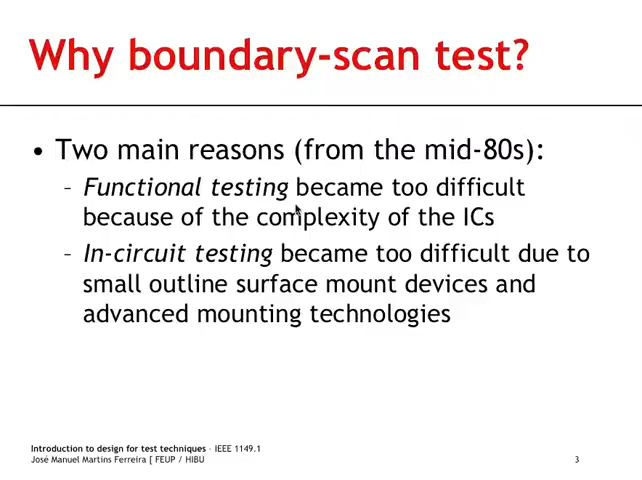 Why boundary-scan test?
• Two main reasons (from the mid-80s):
– Functional testing became too difficult
because of the complexity of the ICs
– In-circuit testing became too difficult due to
small outline surface mount devices and
advanced mounting technologies
Introduction to design for test techniques - IEEE 1149.1
José Manuel Martins Ferreira [ FEUP / HIBU
3